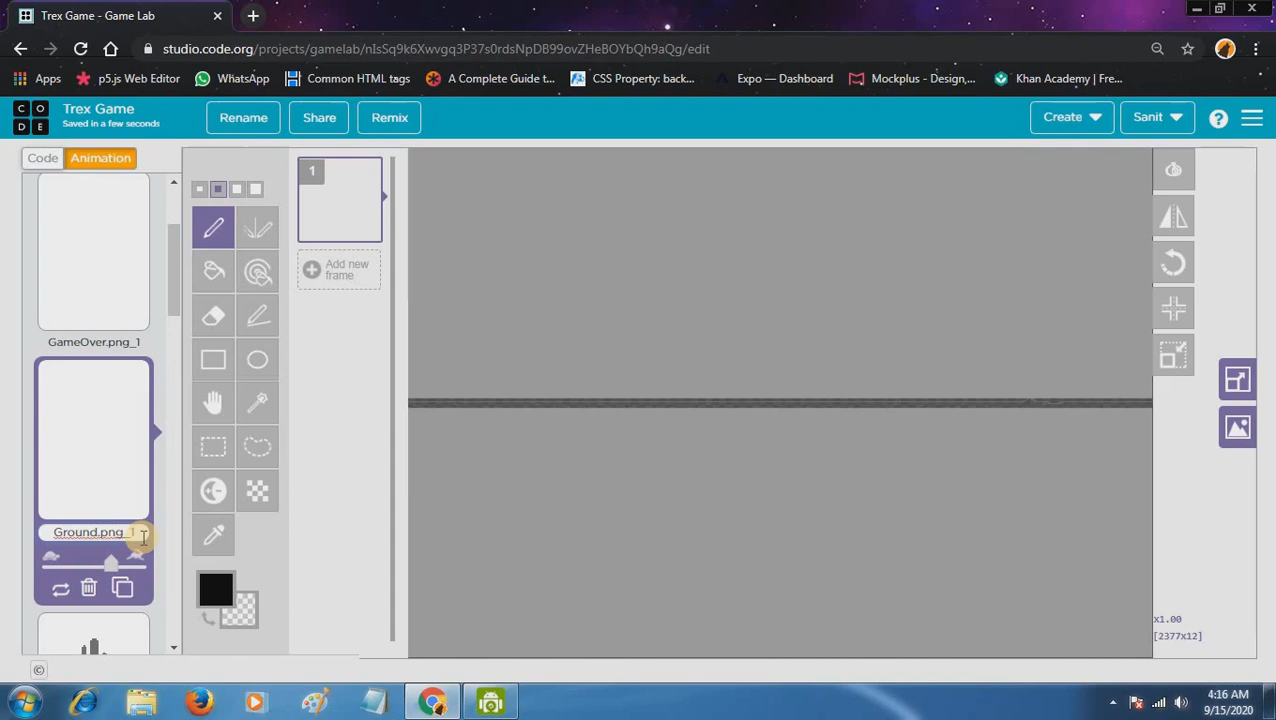 Trex Game - Game Lab
studio.code.org/projects/gamelab/nIsSq9k6Xwvgq3P37s0rdsNpDB99ovZHeBOYbQh9aQg/edit
Apps p5.js Web Editor WhatsApp Common HTML tags A Complete Guide t... CSS Property: back... Expo — Dashboard Mockplus - Design,... Khan Academy | Fre...
C O
D E
Trex Game
Saved in a few seconds
Rename Share Remix Create Sanit ?
Code Animation
1
Add new
frame
GameOver.png_1
Ground.png_1
x1.00
[2377x12]
©
4:16 AM
9/15/2020